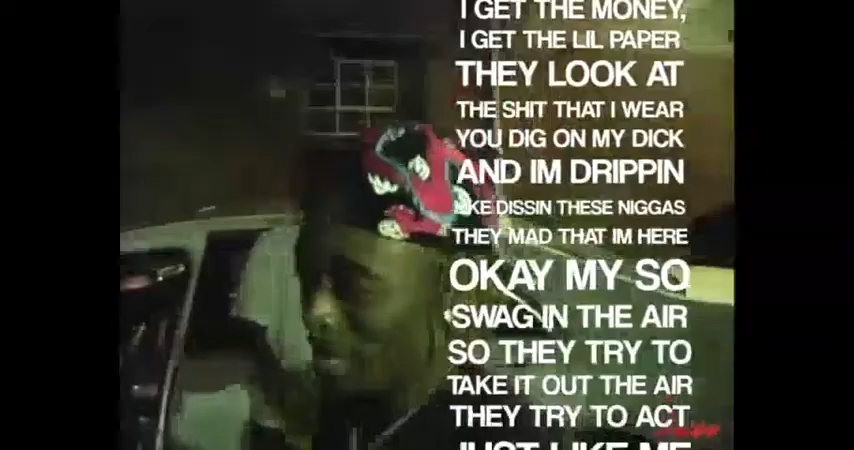 I GET THE MONEY,
I GET THE LIL PAPER
THEY LOOK AT
THE SHIT THAT I WEAR
YOU DIG ON MY DICK
AND IM DRIPPIN
LIKE DISSIN THESE NIGGAS
THEY MAD THAT IM HERE
OKAY MY SO
SWAG IN THE AIR
SO THEY TRY TO
TAKE IT OUT THE AIR
THEY TRY TO ACT
JUST LIKE ME